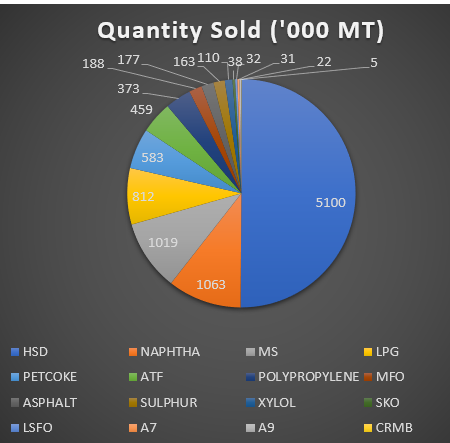 Quantity Sold ('000 MT)
188 177 163 110 38 32 31 22 5
373
459
583
812
1019
1063
5100
HSD NAPHTHA MS LPG
PETCOKE ATF POLYPROPYLENE MFO
ASPHALT SULPHUR XYLOL SKO
LSFO A7 A9 CRMB